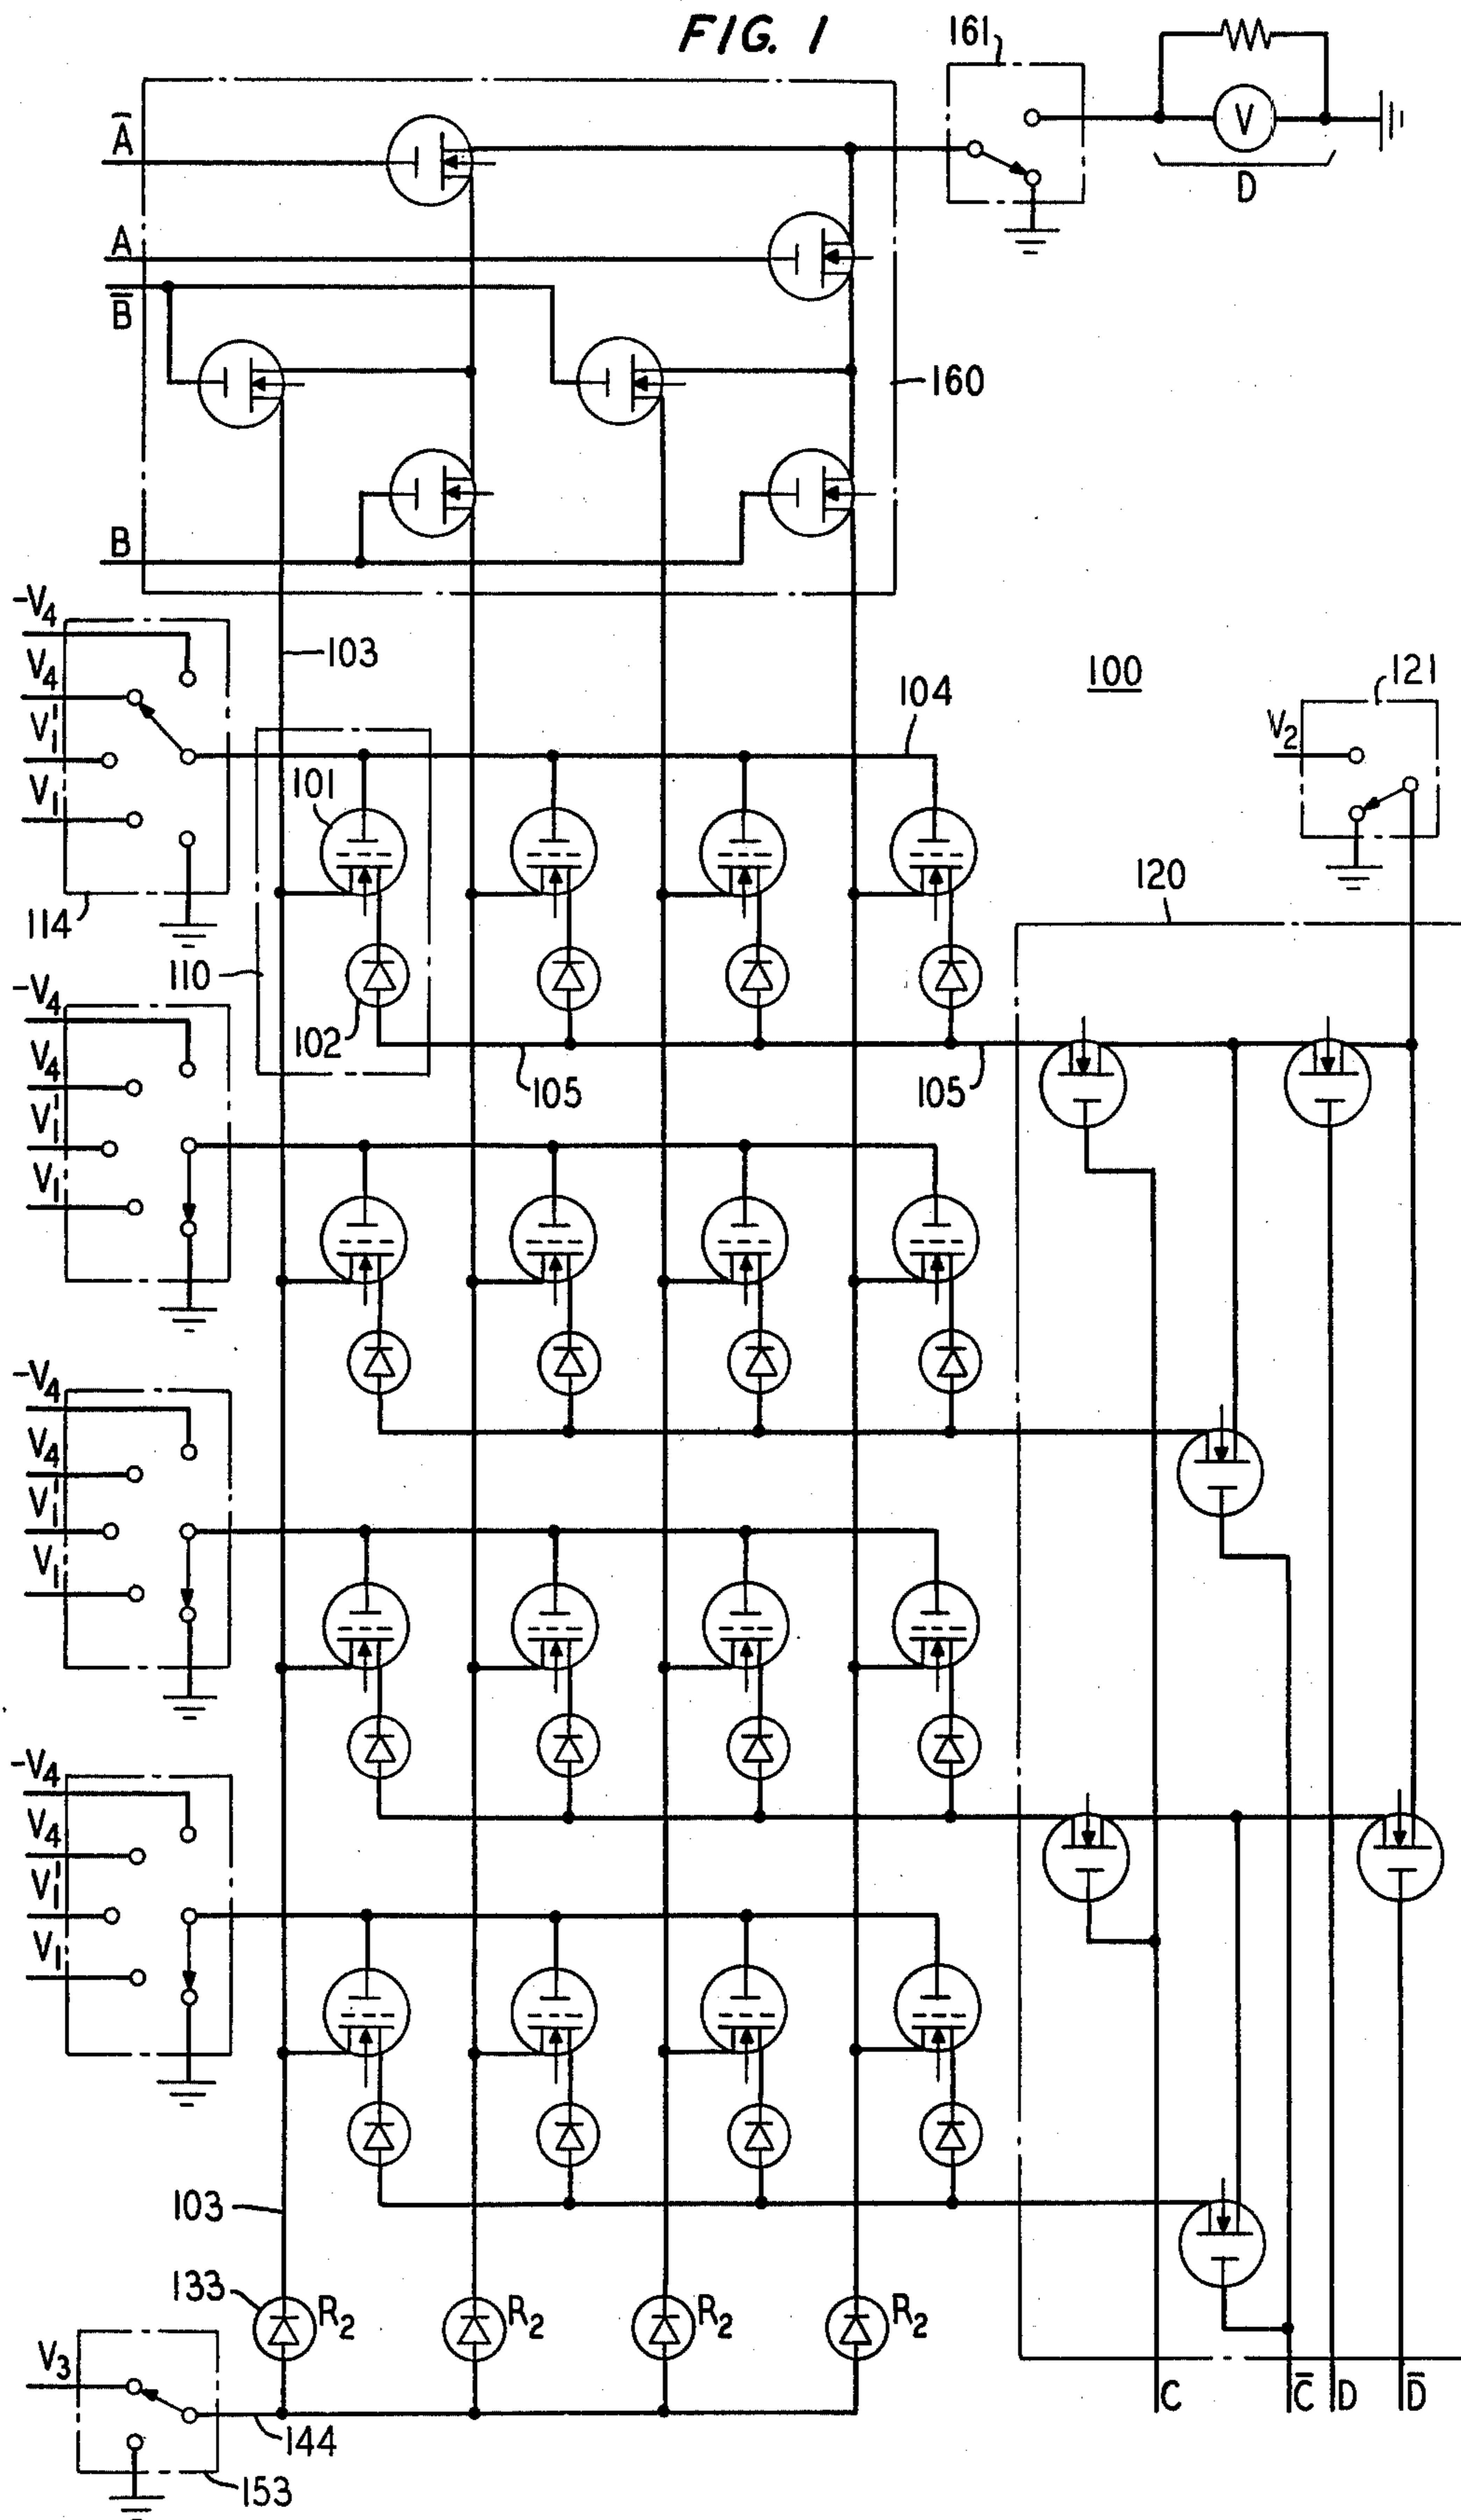 FIG. 1
161
V
D
A̅
A
B̅
B
160
-V₄
V₄
V₁'
V₁
114
103
100
104
121
V₂
101
110
102
105
105
120
-V₄
V₄
V₁'
V₁
-V₄
V₄
V₁'
V₁
-V₄
V₄
V₁'
V₁
103
133
R₂
R₂
R₂
R₂
V₃
144
153
C
C̅
D
D̅